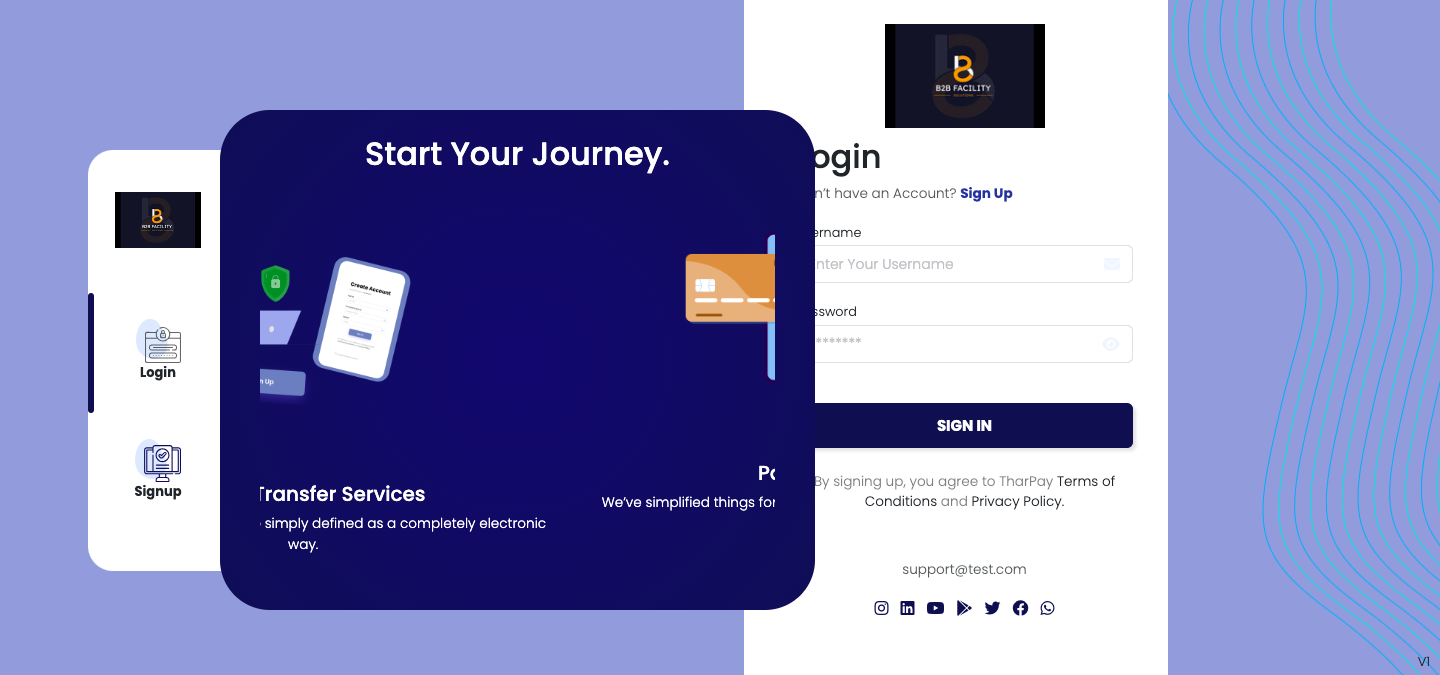 B2B FACILITY
Login
Signup
Start Your Journey.
Create Account
n Up
Transfer Services
simply defined as a completely electronic
way.
Po
We've simplified things for
B2B FACILITY
SOLUTIONS
ogin
n't have an Account? Sign Up
ername
nter Your Username
ssword
*******
SIGN IN
By signing up, you agree to TharPay Terms of
Conditions and Privacy Policy.
support@test.com
V1